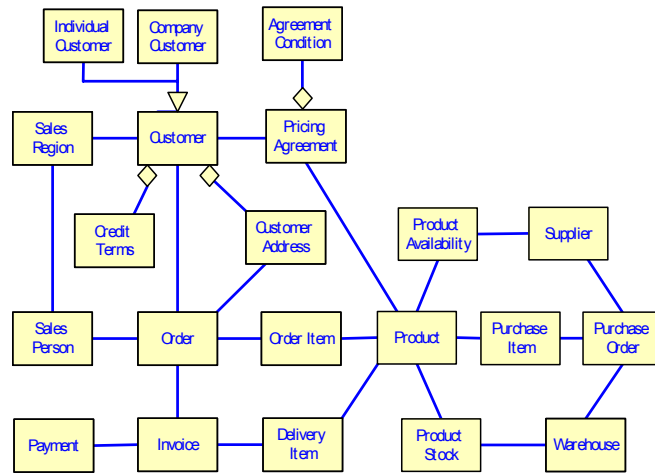 Individual
Customer
Company
Customer
Agreement
Condition
Sales
Region
Customer
Pricing
Agreement
Credit
Terms
Customer
Address
Product
Availability
Supplier
Sales
Person
Order
Order Item
Product
Purchase
Item
Purchase
Order
Payment
Invoice
Delivery
Item
Product
Stock
Warehouse